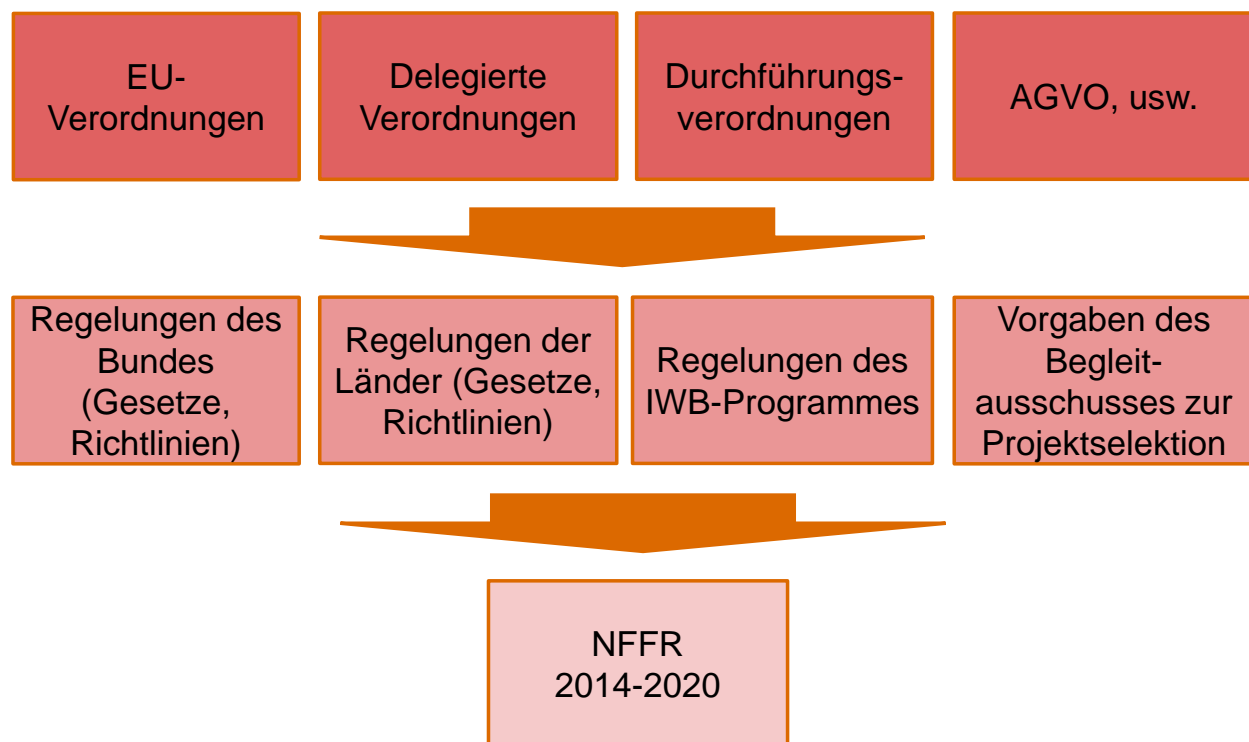 EU-
Verordnungen
Delegierte
Verordnungen
Durchführungs-
verordnungen
AGVO, usw.
Regelungen des
Bundes
(Gesetze,
Richtlinien)
Regelungen der
Länder (Gesetze,
Richtlinien)
Regelungen des
IWB-Programmes
Vorgaben des
Begleit-
ausschusses zur
Projektselektion
NFFR
2014-2020